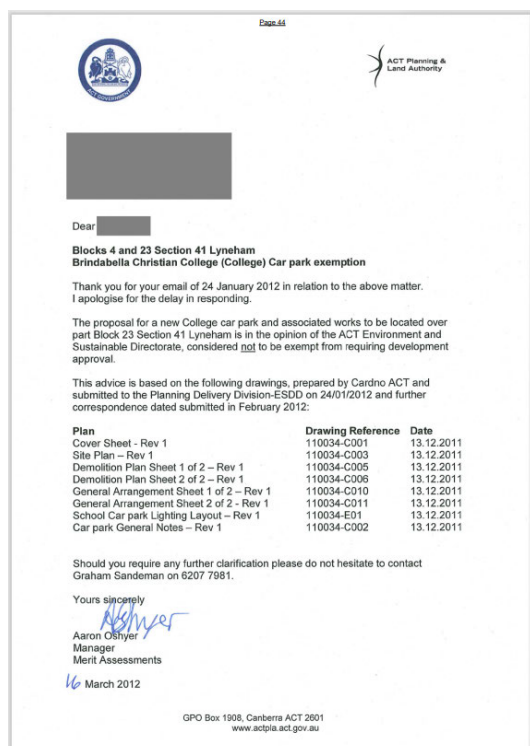 Page 44
ACT GOVERNMENT
ACT Planning &
Land Authority
Dear
Blocks 4 and 23 Section 41 Lyneham
Brindabella Christian College (College) Car park exemption
Thank you for your email of 24 January 2012 in relation to the above matter.
I apologise for the delay in responding.
The proposal for a new College car park and associated works to be located over
part Block 23 Section 41 Lyneham is in the opinion of the ACT Environment and
Sustainable Directorate, considered not to be exempt from requiring development
approval.
This advice is based on the following drawings, prepared by Cardno ACT and
submitted to the Planning Delivery Division-ESDD on 24/01/2012 and further
correspondence dated submitted in February 2012:
Plan Drawing Reference Date
Cover Sheet - Rev 1 110034-C001 13.12.2011
Site Plan – Rev 1 110034-C003 13.12.2011
Demolition Plan Sheet 1 of 2 – Rev 1 110034-C005 13.12.2011
Demolition Plan Sheet 2 of 2 – Rev 1 110034-C006 13.12.2011
General Arrangement Sheet 1 of 2 – Rev 1 110034-C010 13.12.2011
General Arrangement Sheet 2 of 2 - Rev 1 110034-C011 13.12.2011
School Car park Lighting Layout – Rev 1 110034-E01 13.12.2011
Car park General Notes – Rev 1 110034-C002 13.12.2011
Should you require any further clarification please do not hesitate to contact
Graham Sandeman on 6207 7981.
Yours sincerely
Aaron Oshyer
Manager
Merit Assessments
16 March 2012
GPO Box 1908, Canberra ACT 2601
www.actpla.act.gov.au